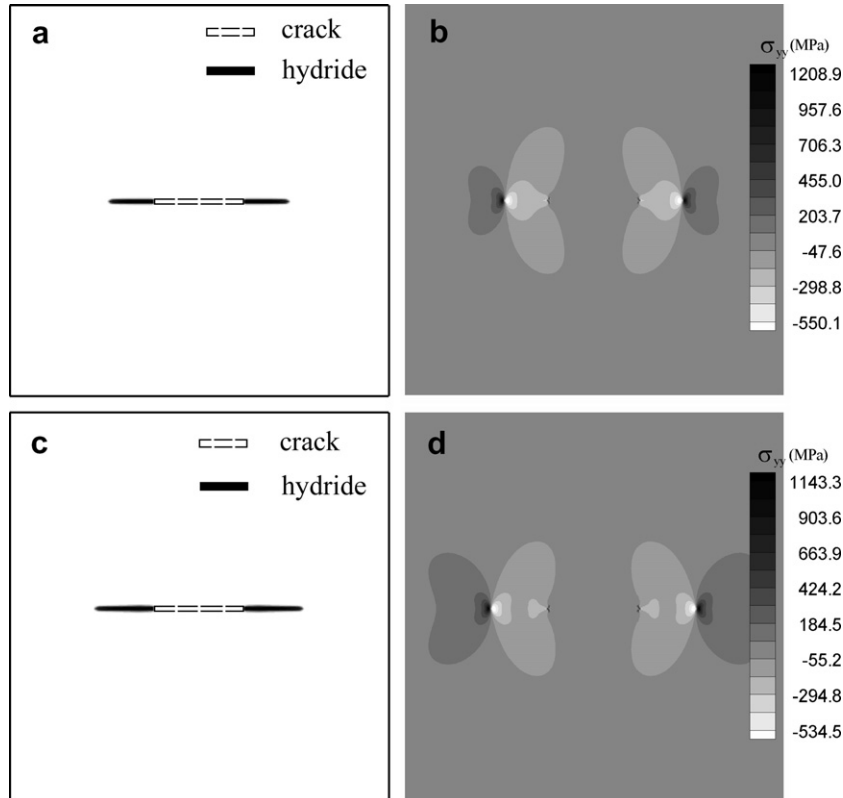 a
crack
hydride
b
σyy (MPa)
1208.9
957.6
706.3
455.0
203.7
-47.6
-298.8
-550.1
c
crack
hydride
d
σyy (MPa)
1143.3
903.6
663.9
424.2
184.5
-55.2
-294.8
-534.5